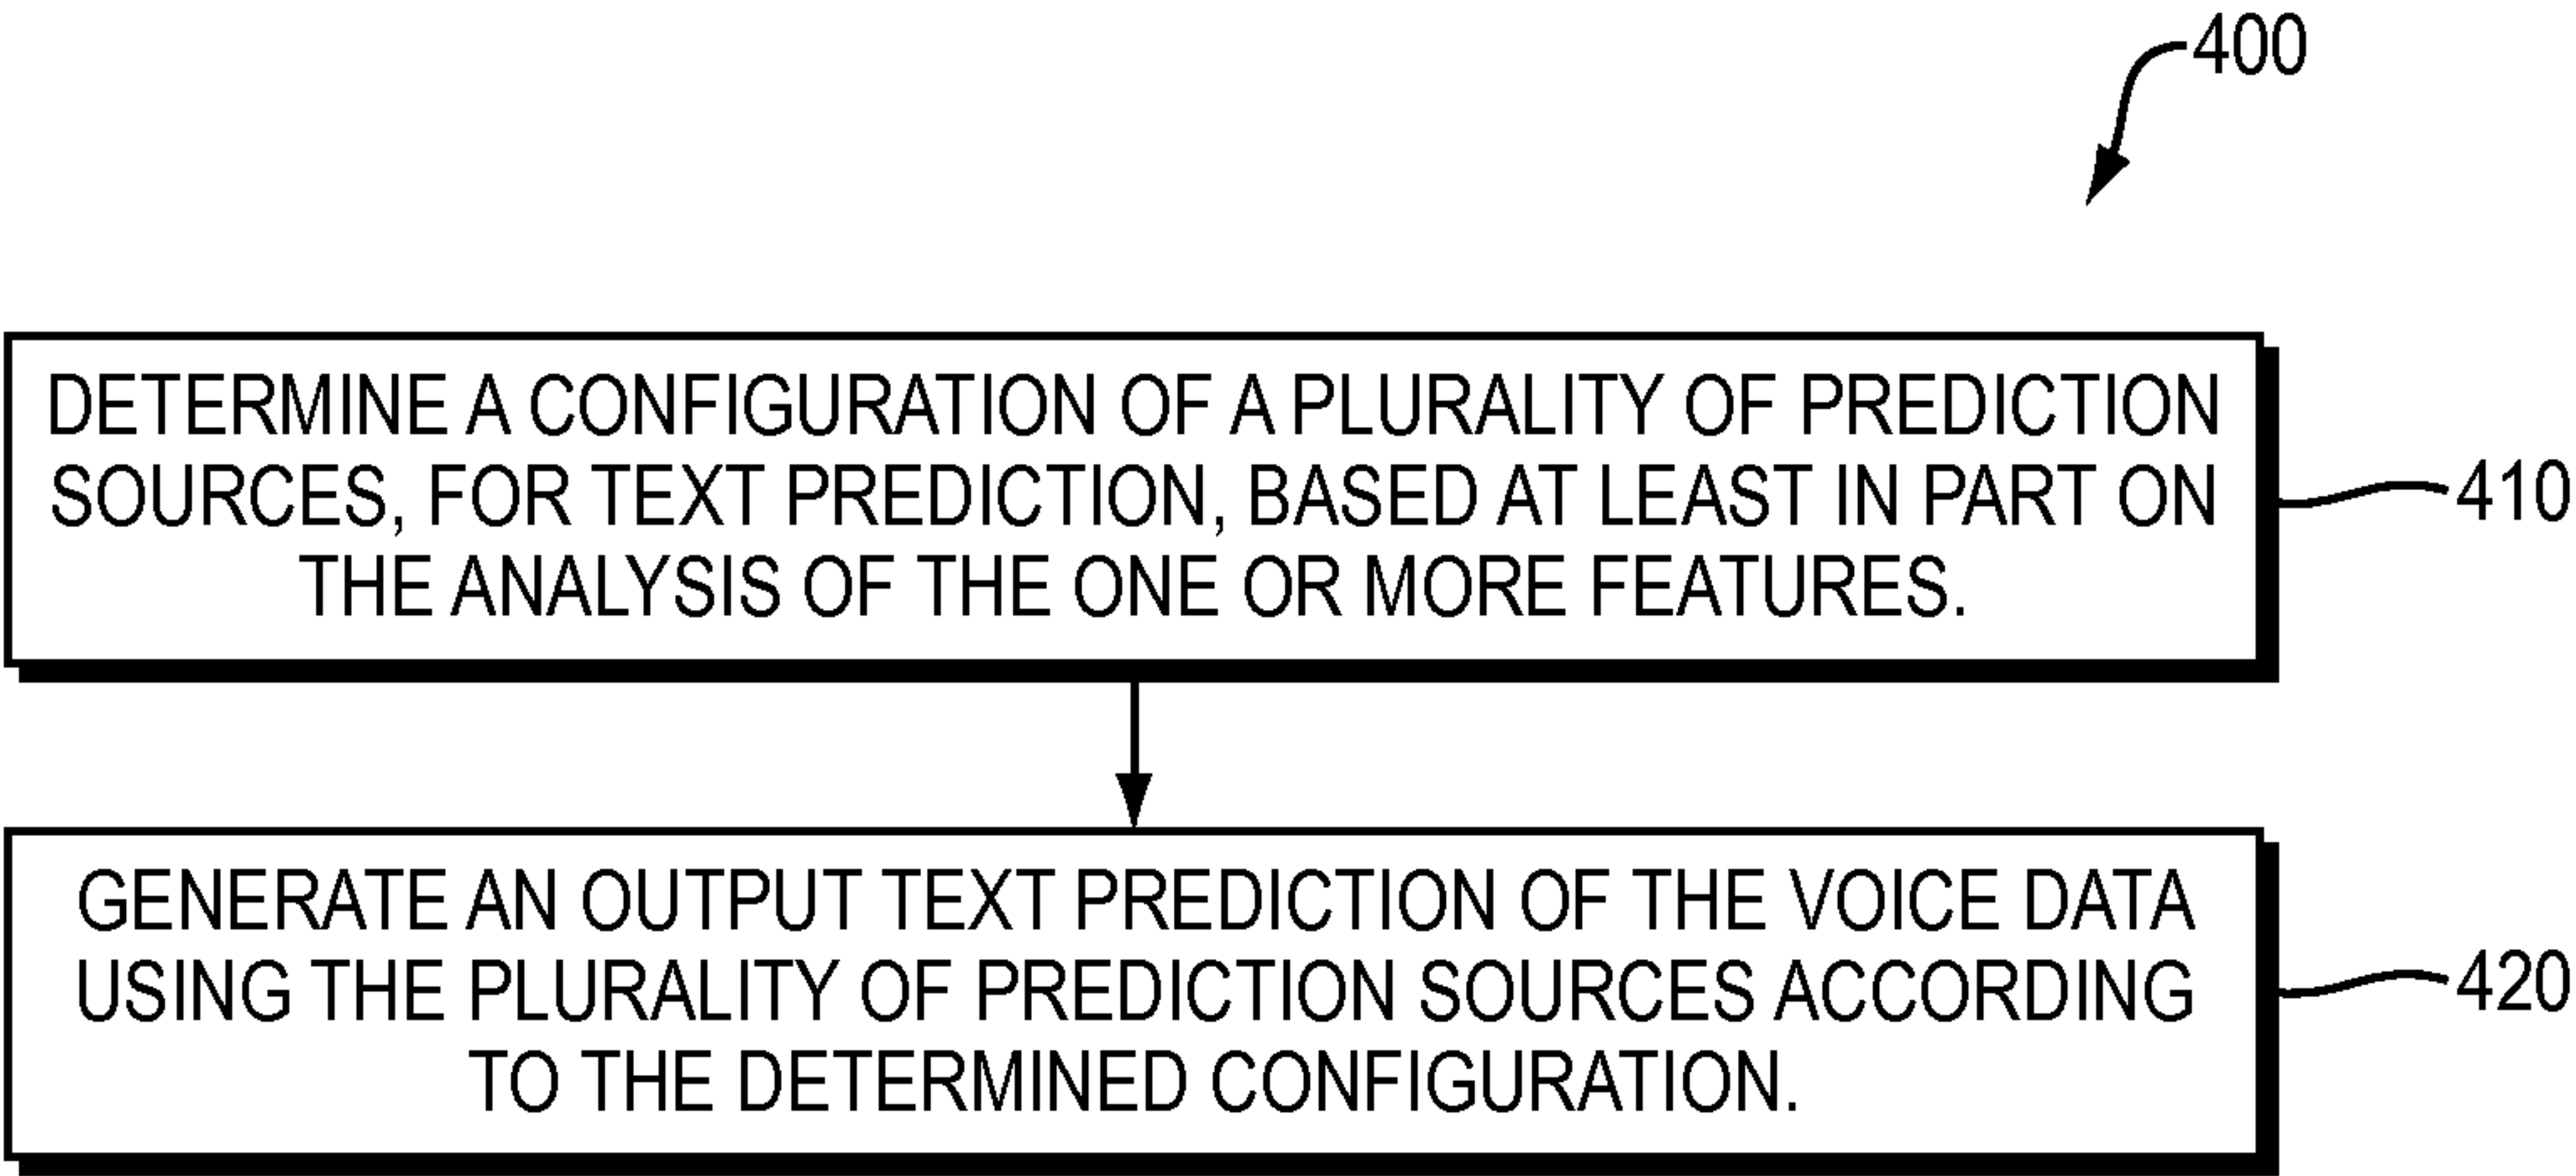 400
DETERMINE A CONFIGURATION OF A PLURALITY OF PREDICTION
SOURCES, FOR TEXT PREDICTION, BASED AT LEAST IN PART ON
THE ANALYSIS OF THE ONE OR MORE FEATURES.
410
GENERATE AN OUTPUT TEXT PREDICTION OF THE VOICE DATA
USING THE PLURALITY OF PREDICTION SOURCES ACCORDING
TO THE DETERMINED CONFIGURATION.
420